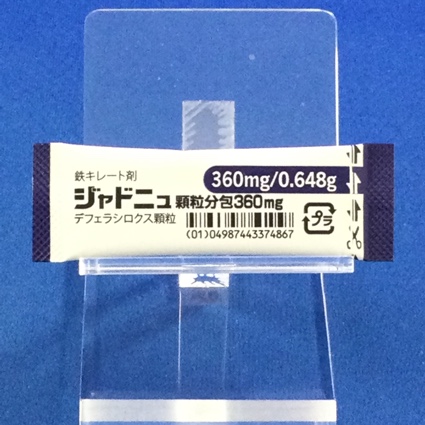 鉄キレート剤
360mg/0.648g
ジャドニュ 顆粒分包360mg
デフェラシロクス顆粒
(01)04987443374867
プラ